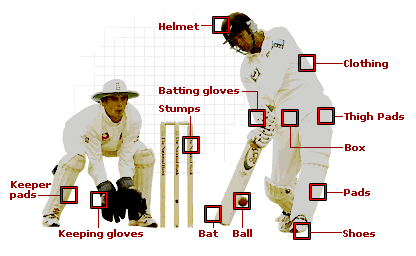 Helmet
Clothing
Batting gloves
Stumps
Thigh Pads
Box
Keeper
pads
Pads
Keeping gloves
Bat
Ball
Shoes